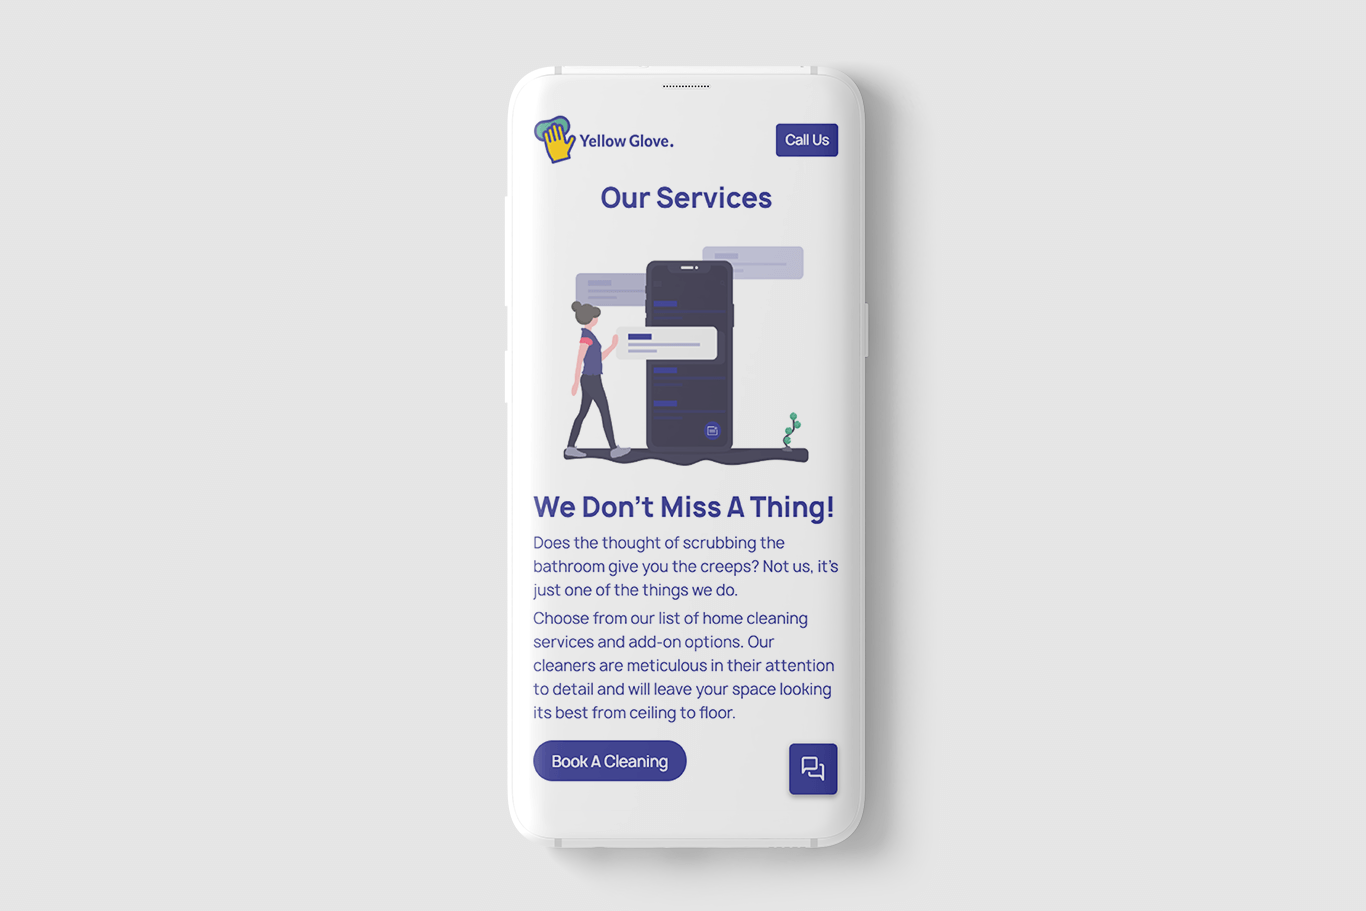 Yellow Glove.
Call Us
Our Services
We Don't Miss A Thing!
Does the thought of scrubbing the
bathroom give you the creeps? Not us, it's
just one of the things we do.
Choose from our list of home cleaning
services and add-on options. Our
cleaners are meticulous in their attention
to detail and will leave your space looking
its best from ceiling to floor.
Book A Cleaning